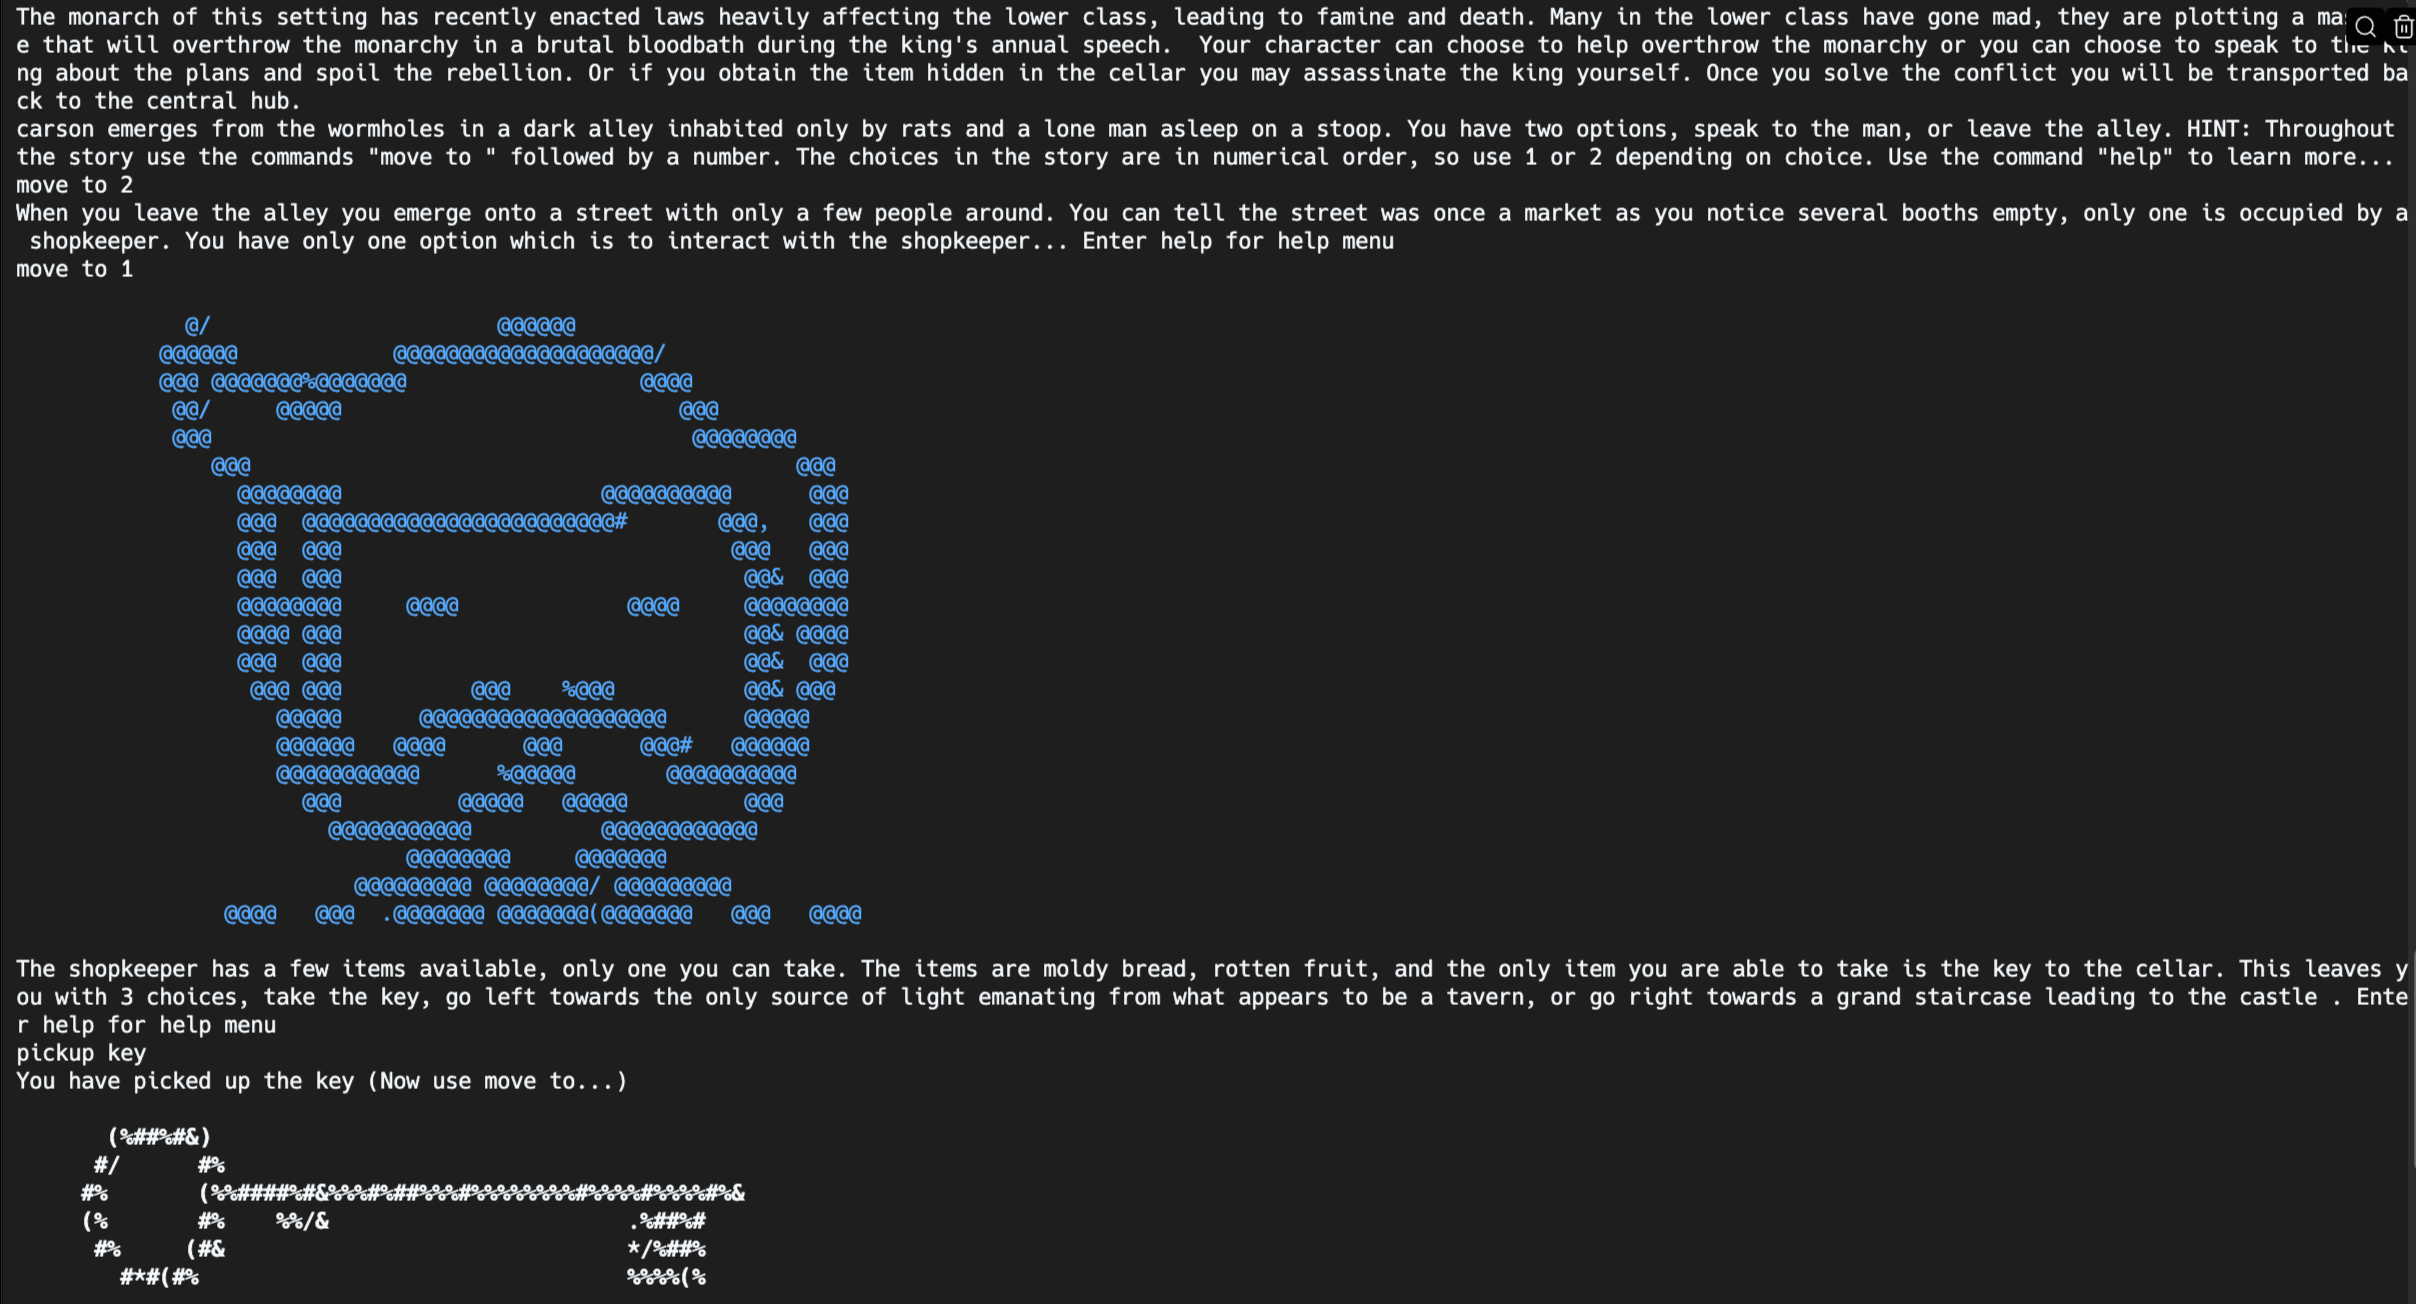 The monarch of this setting has recently enacted laws heavily affecting the lower class, leading to famine and death. Many in the lower class have gone mad, they are plotting a
e that will overthrow the monarchy in a brutal bloodbath during the king's annual speech.  Your character can choose to help overthrow the monarchy or you can choose to speak to the ki
ng about the plans and spoil the rebellion. Or if you obtain the item hidden in the cellar you may assassinate the king yourself. Once you solve the conflict you will be transported ba
ck to the central hub.
carson emerges from the wormholes in a dark alley inhabited only by rats and a lone man asleep on a stoop. You have two options, speak to the man, or leave the alley. HINT: Throughout
the story use the commands "move to " followed by a number. The choices in the story are in numerical order, so use 1 or 2 depending on choice. Use the command "help" to learn more...
move to 2
When you leave the alley you emerge onto a street with only a few people around. You can tell the street was once a market as you notice several booths empty, only one is occupied by a
 shopkeeper. You have only one option which is to interact with the shopkeeper... Enter help for help menu
move to 1
The shopkeeper has a few items available, only one you can take. The items are moldy bread, rotten fruit, and the only item you are able to take is the key to the cellar. This leaves y
ou with 3 choices, take the key, go left towards the only source of light emanating from what appears to be a tavern, or go right towards a grand staircase leading to the castle . Ente
r help for help menu
pickup key
You have picked up the key (Now use move to...)